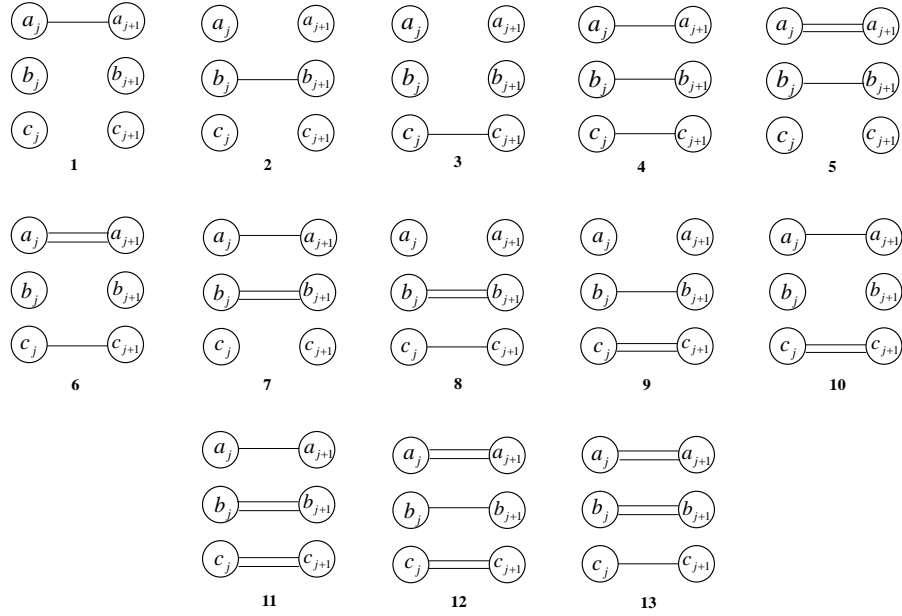 a_j a_{j+1} a_j a_{j+1} a_j a_{j+1} a_j a_{j+1} a_j a_{j+1}
b_j b_{j+1} b_j b_{j+1} b_j b_{j+1} b_j b_{j+1} b_j b_{j+1}
c_j c_{j+1} c_j c_{j+1} c_j c_{j+1} c_j c_{j+1} c_j c_{j+1}
1 2 3 4 5
a_j a_{j+1} a_j a_{j+1} a_j a_{j+1} a_j a_{j+1} a_j a_{j+1}
b_j b_{j+1} b_j b_{j+1} b_j b_{j+1} b_j b_{j+1} b_j b_{j+1}
c_j c_{j+1} c_j c_{j+1} c_j c_{j+1} c_j c_{j+1} c_j c_{j+1}
6 7 8 9 10
a_j a_{j+1} a_j a_{j+1} a_j a_{j+1}
b_j b_{j+1} b_j b_{j+1} b_j b_{j+1}
c_j c_{j+1} c_j c_{j+1} c_j c_{j+1}
11 12 13